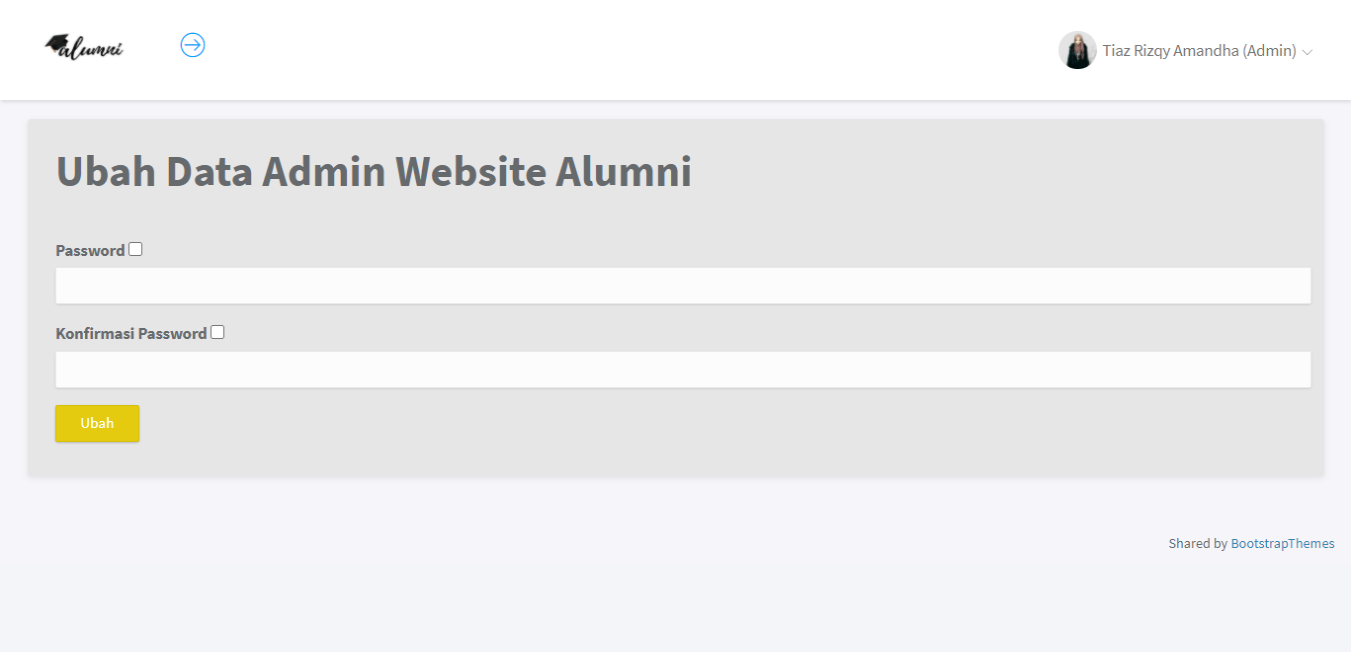 alumni
Tiaz Rizqy Amandha (Admin)
Ubah Data Admin Website Alumni
Password
Konfirmasi Password
Ubah
Shared by BootstrapThemes